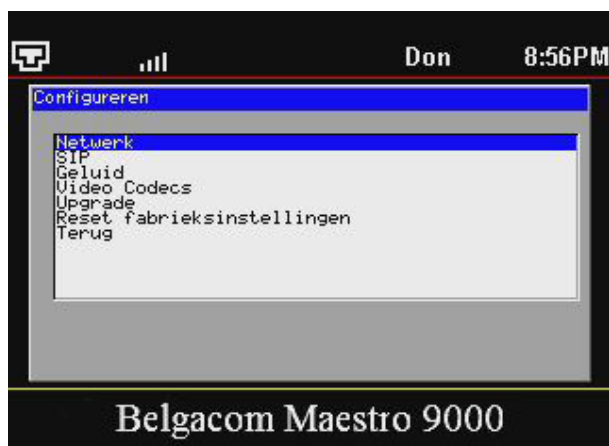 Don 8:56PM
Configureren
Netwerk
SIP
Geluid
Video Codecs
Upgrade
Reset fabrieksinstellingen
Terug
Belgacom Maestro 9000